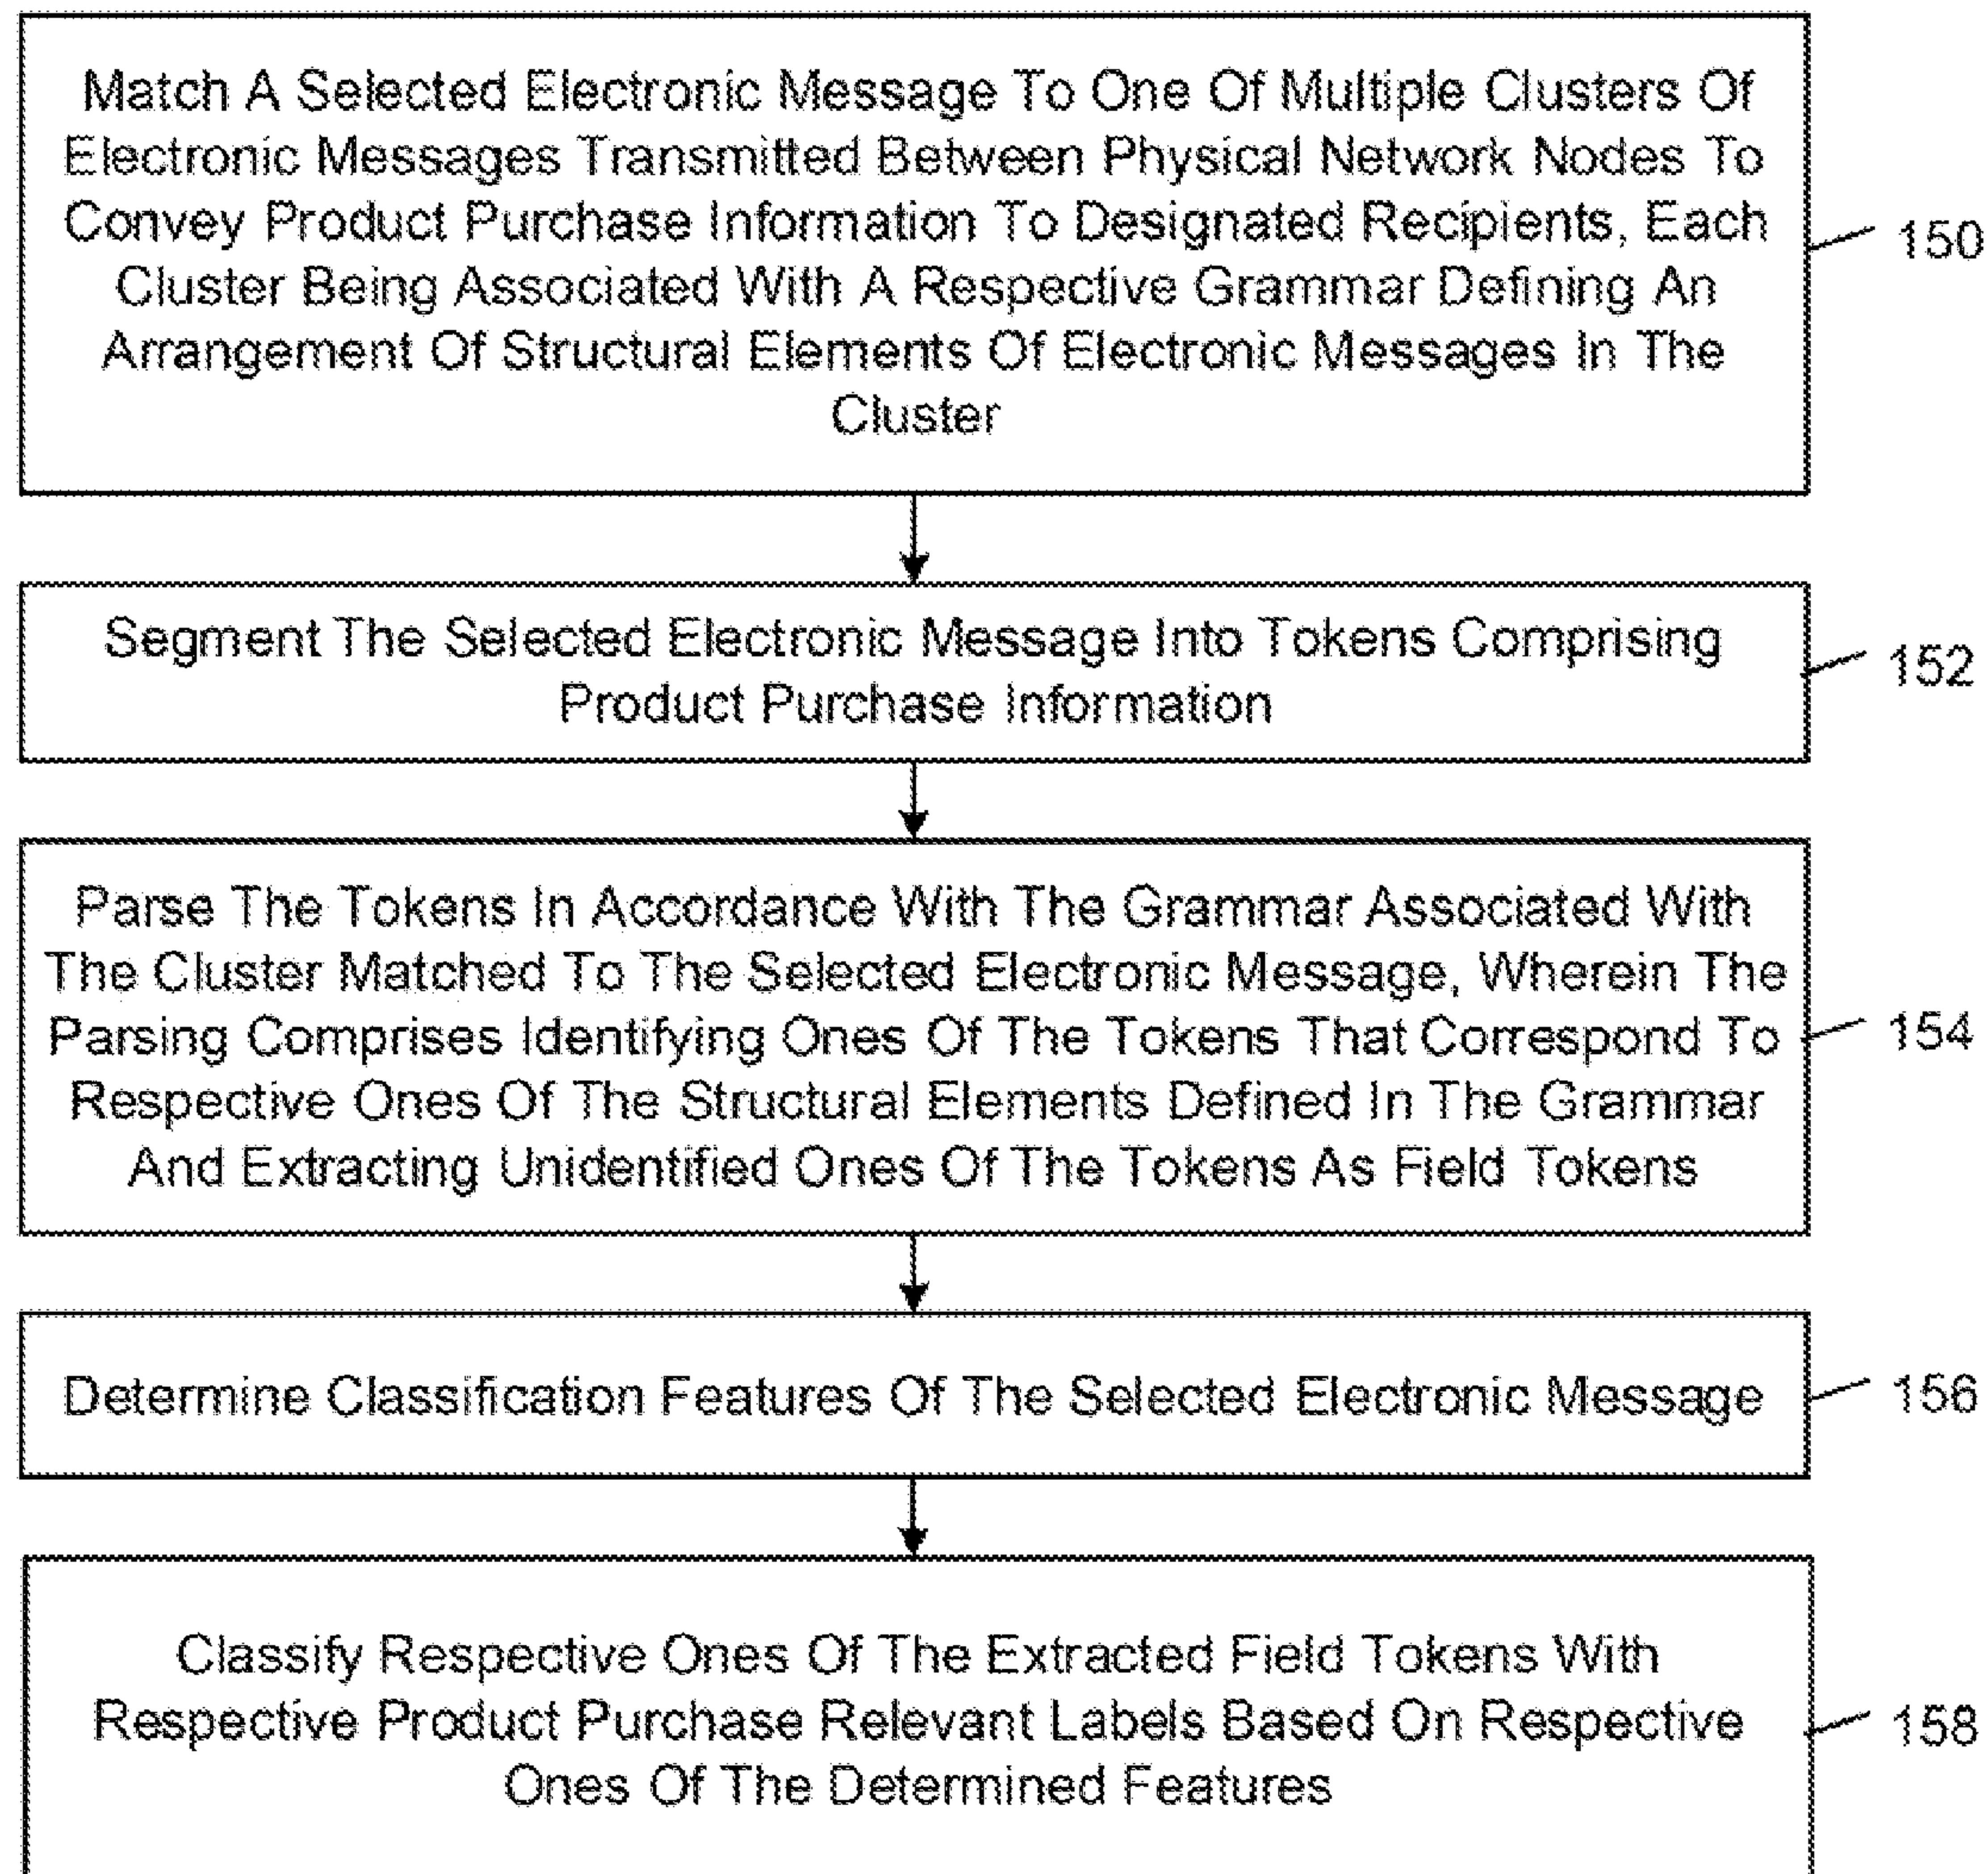 Match A Selected Electronic Message To One Of Multiple Clusters Of
Electronic Messages Transmitted Between Physical Network Nodes To
Convey Product Purchase Information To Designated Recipients, Each
Cluster Being Associated With A Respective Grammar Defining An
Arrangement Of Structural Elements Of Electronic Messages In The
Cluster
150
Segment The Selected Electronic Message Into Tokens Comprising
Product Purchase Information
152
Parse The Tokens In Accordance With The Grammar Associated With
The Cluster Matched To The Selected Electronic Message, Wherein The
Parsing Comprises Identifying Ones Of The Tokens That Correspond To
Respective Ones Of The Structural Elements Defined In The Grammar
And Extracting Unidentified Ones Of The Tokens As Field Tokens
154
Determine Classification Features Of The Selected Electronic Message
156
Classify Respective Ones Of The Extracted Field Tokens With
Respective Product Purchase Relevant Labels Based On Respective
Ones Of The Determined Features
158